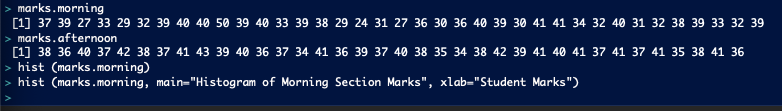 > marks.morning
[1] 37 39 27 33 29 32 39 40 40 50 39 40 33 39 38 29 24 31 27 36 30 36 40 39 30 41 41 34 32 40 31 32 38 39 33 32 39
> marks.afternoon
[1] 38 36 40 37 42 38 37 41 43 39 40 36 37 34 41 36 39 37 40 38 35 34 38 42 39 41 40 41 37 41 37 41 35 38 41 36
> hist (marks.morning)
> hist (marks.morning, main="Histogram of Morning Section Marks", xlab="Student Marks")
>